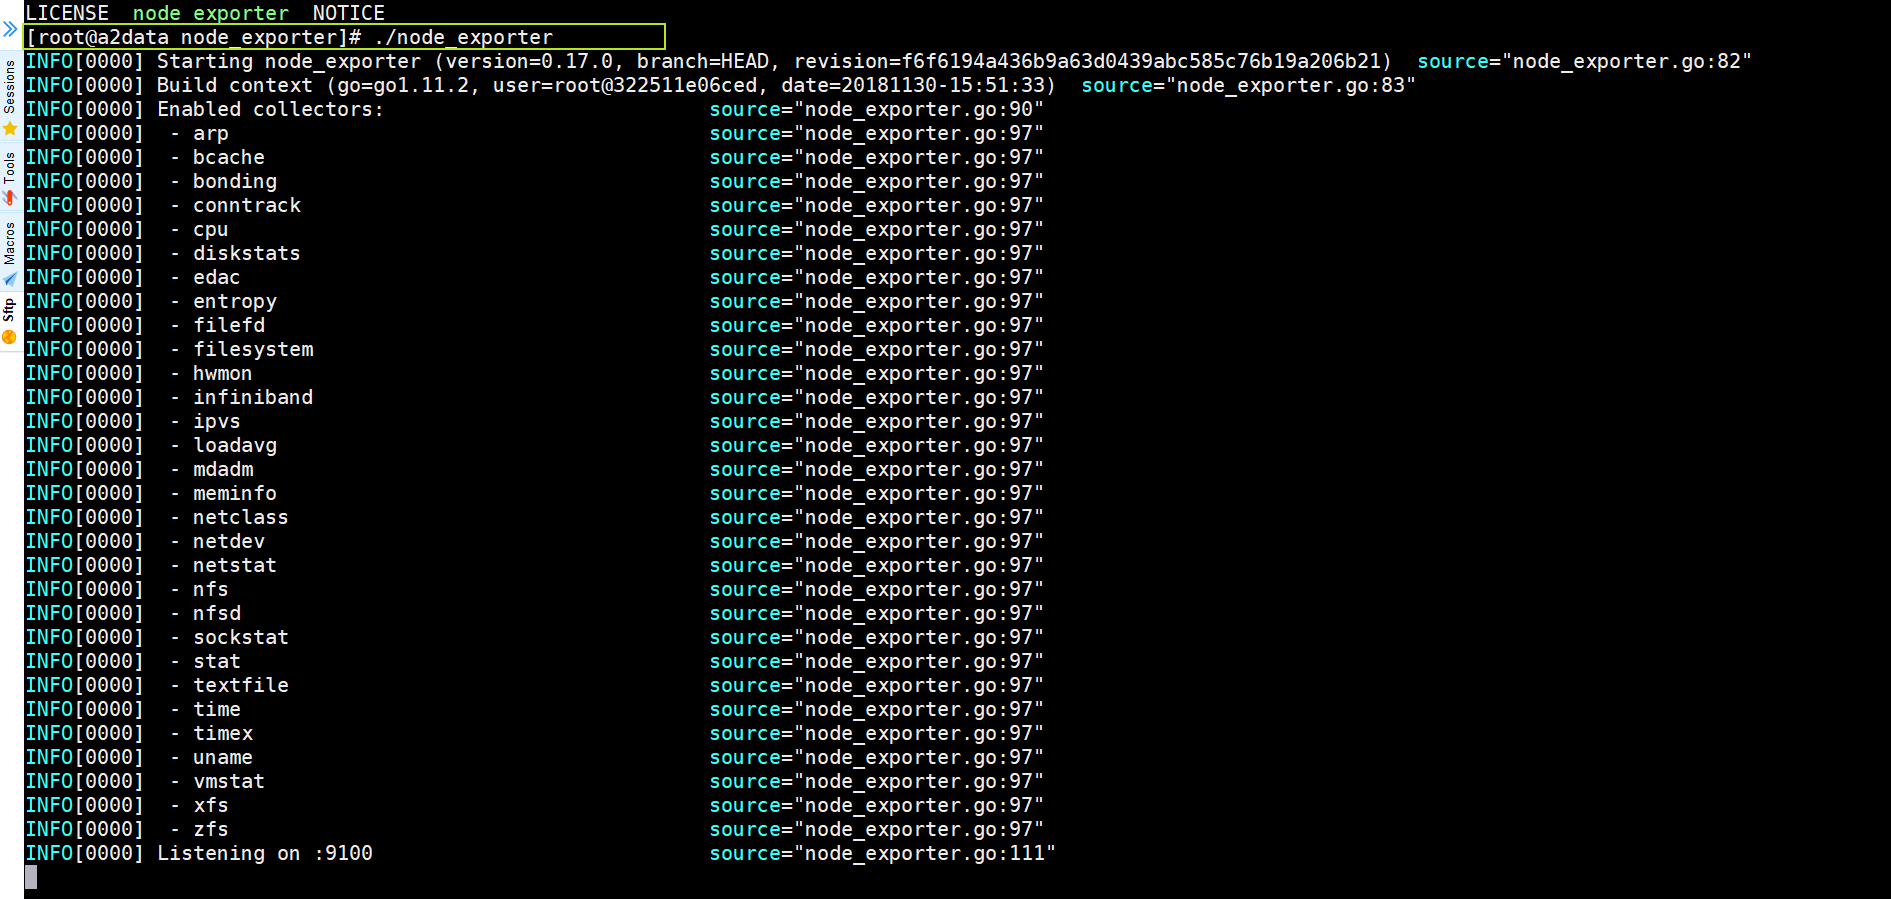 LICENSE  node_exporter  NOTICE
[root@a2data node_exporter]# ./node_exporter
INFO[0000] Starting node_exporter (version=0.17.0, branch=HEAD, revision=f6f6194a436b9a63d0439abc585c76b19a206b21)  source="node_exporter.go:82"
INFO[0000] Build context (go=go1.11.2, user=root@322511e06ced, date=20181130-15:51:33)  source="node_exporter.go:83"
INFO[0000] Enabled collectors:                           source="node_exporter.go:90"
INFO[0000]  - arp                                        source="node_exporter.go:97"
INFO[0000]  - bcache                                     source="node_exporter.go:97"
INFO[0000]  - bonding                                    source="node_exporter.go:97"
INFO[0000]  - conntrack                                  source="node_exporter.go:97"
INFO[0000]  - cpu                                        source="node_exporter.go:97"
INFO[0000]  - diskstats                                  source="node_exporter.go:97"
INFO[0000]  - edac                                       source="node_exporter.go:97"
INFO[0000]  - entropy                                    source="node_exporter.go:97"
INFO[0000]  - filefd                                     source="node_exporter.go:97"
INFO[0000]  - filesystem                                 source="node_exporter.go:97"
INFO[0000]  - hwmon                                      source="node_exporter.go:97"
INFO[0000]  - infiniband                                 source="node_exporter.go:97"
INFO[0000]  - ipvs                                       source="node_exporter.go:97"
INFO[0000]  - loadavg                                    source="node_exporter.go:97"
INFO[0000]  - mdadm                                      source="node_exporter.go:97"
INFO[0000]  - meminfo                                    source="node_exporter.go:97"
INFO[0000]  - netclass                                   source="node_exporter.go:97"
INFO[0000]  - netdev                                     source="node_exporter.go:97"
INFO[0000]  - netstat                                    source="node_exporter.go:97"
INFO[0000]  - nfs                                        source="node_exporter.go:97"
INFO[0000]  - nfsd                                       source="node_exporter.go:97"
INFO[0000]  - sockstat                                   source="node_exporter.go:97"
INFO[0000]  - stat                                       source="node_exporter.go:97"
INFO[0000]  - textfile                                   source="node_exporter.go:97"
INFO[0000]  - time                                       source="node_exporter.go:97"
INFO[0000]  - timex                                      source="node_exporter.go:97"
INFO[0000]  - uname                                      source="node_exporter.go:97"
INFO[0000]  - vmstat                                     source="node_exporter.go:97"
INFO[0000]  - xfs                                        source="node_exporter.go:97"
INFO[0000]  - zfs                                        source="node_exporter.go:97"
INFO[0000] Listening on :9100                            source="node_exporter.go:111"
Sessions
Tools
Macros
Sftp